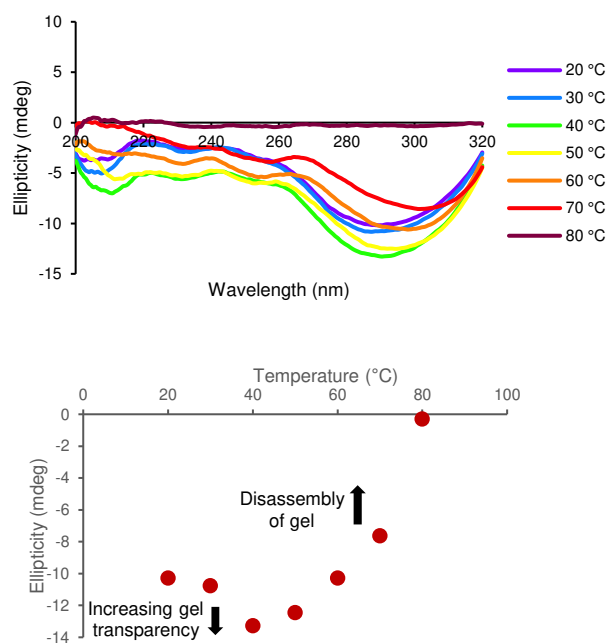 10
5
0
-5
-10
-15
200 220 240 260 280 300 320
Ellipticity (mdeg)
Wavelength (nm)
20 °C
30 °C
40 °C
50 °C
60 °C
70 °C
80 °C
Temperature (°C)
0 20 40 60 80 100
0
-2
-4
-6
-8
-10
-12
-14
Ellipticity (mdeg)
Disassembly
of gel
Increasing gel
transparency